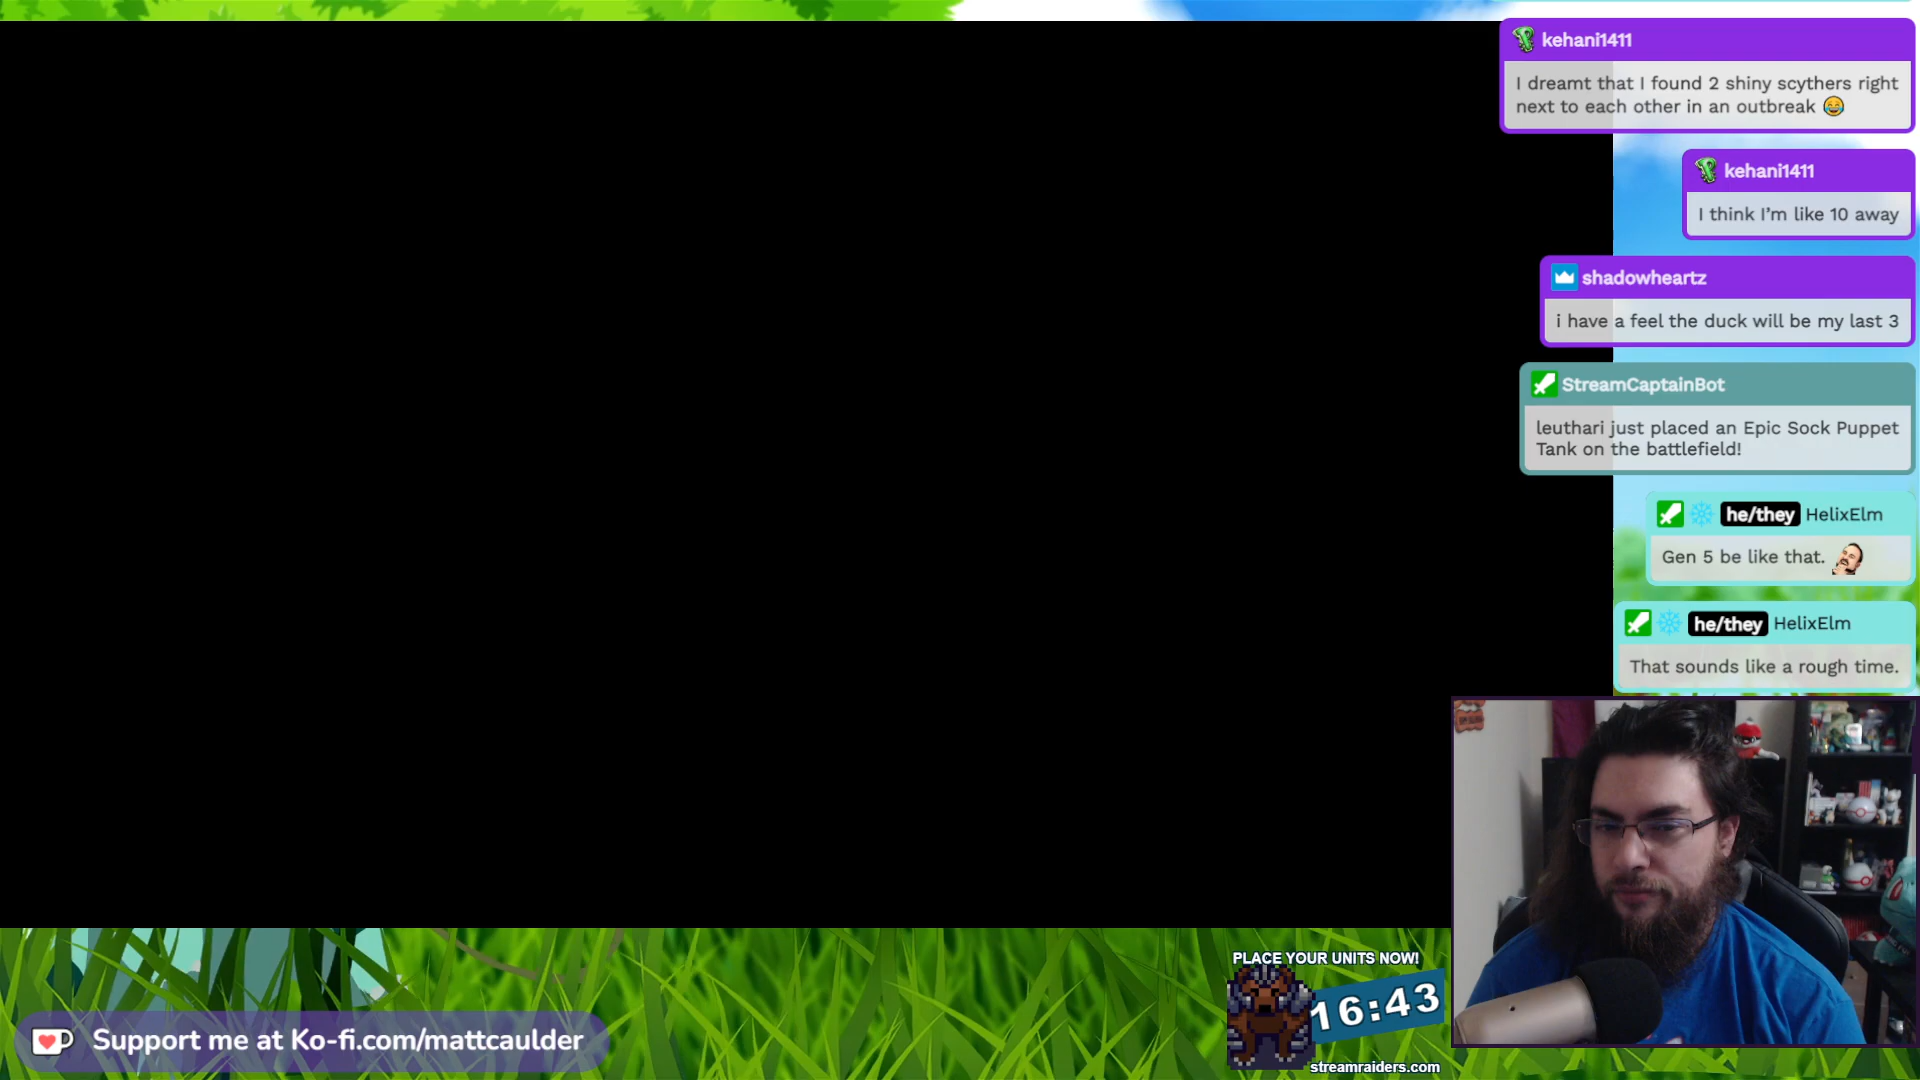 kehani1411
I dreamt that I found 2 shiny scythers right
next to each other in an outbreak 😂
kehani1411
I think I’m like 10 away
shadowheartz
i have a feel the duck will be my last 3
StreamCaptainBot
leuthari just placed an Epic Sock Puppet
Tank on the battlefield!
he/they HelixElm
Gen 5 be like that.
he/they HelixElm
That sounds like a rough time.
PLACE YOUR UNITS NOW!
16:43
streamraiders.com
Support me at Ko-fi.com/mattcaulder